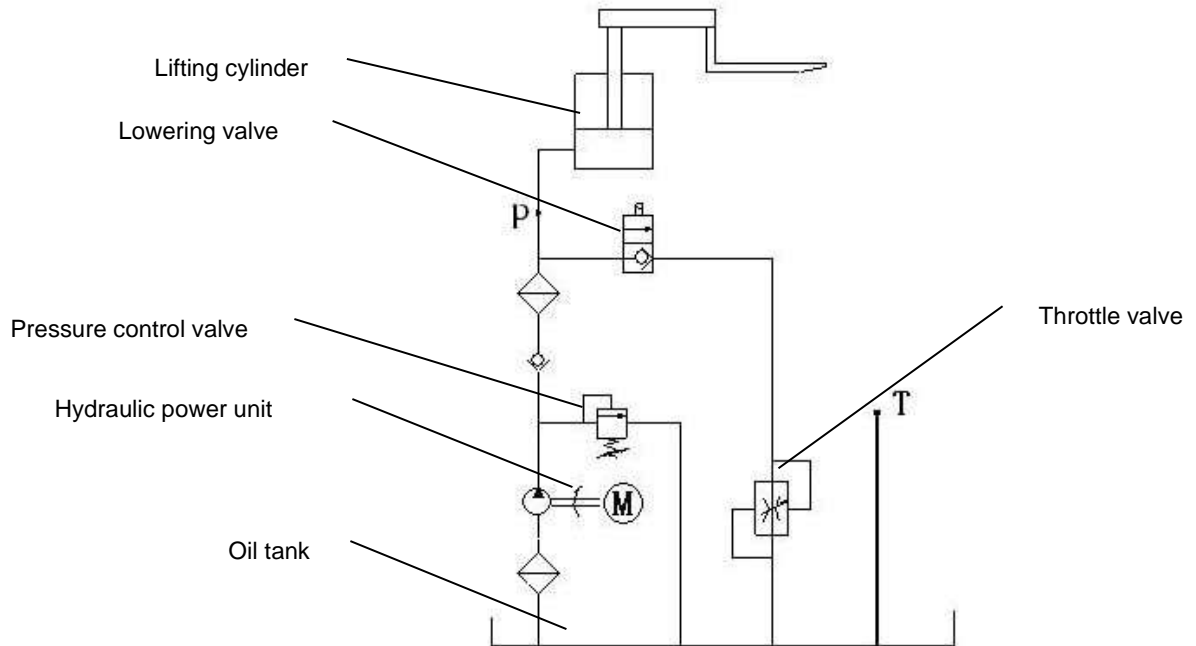 Lifting cylinder
Lowering valve
p
Pressure control valve
Throttle valve
Hydraulic power unit
T
M
Oil tank